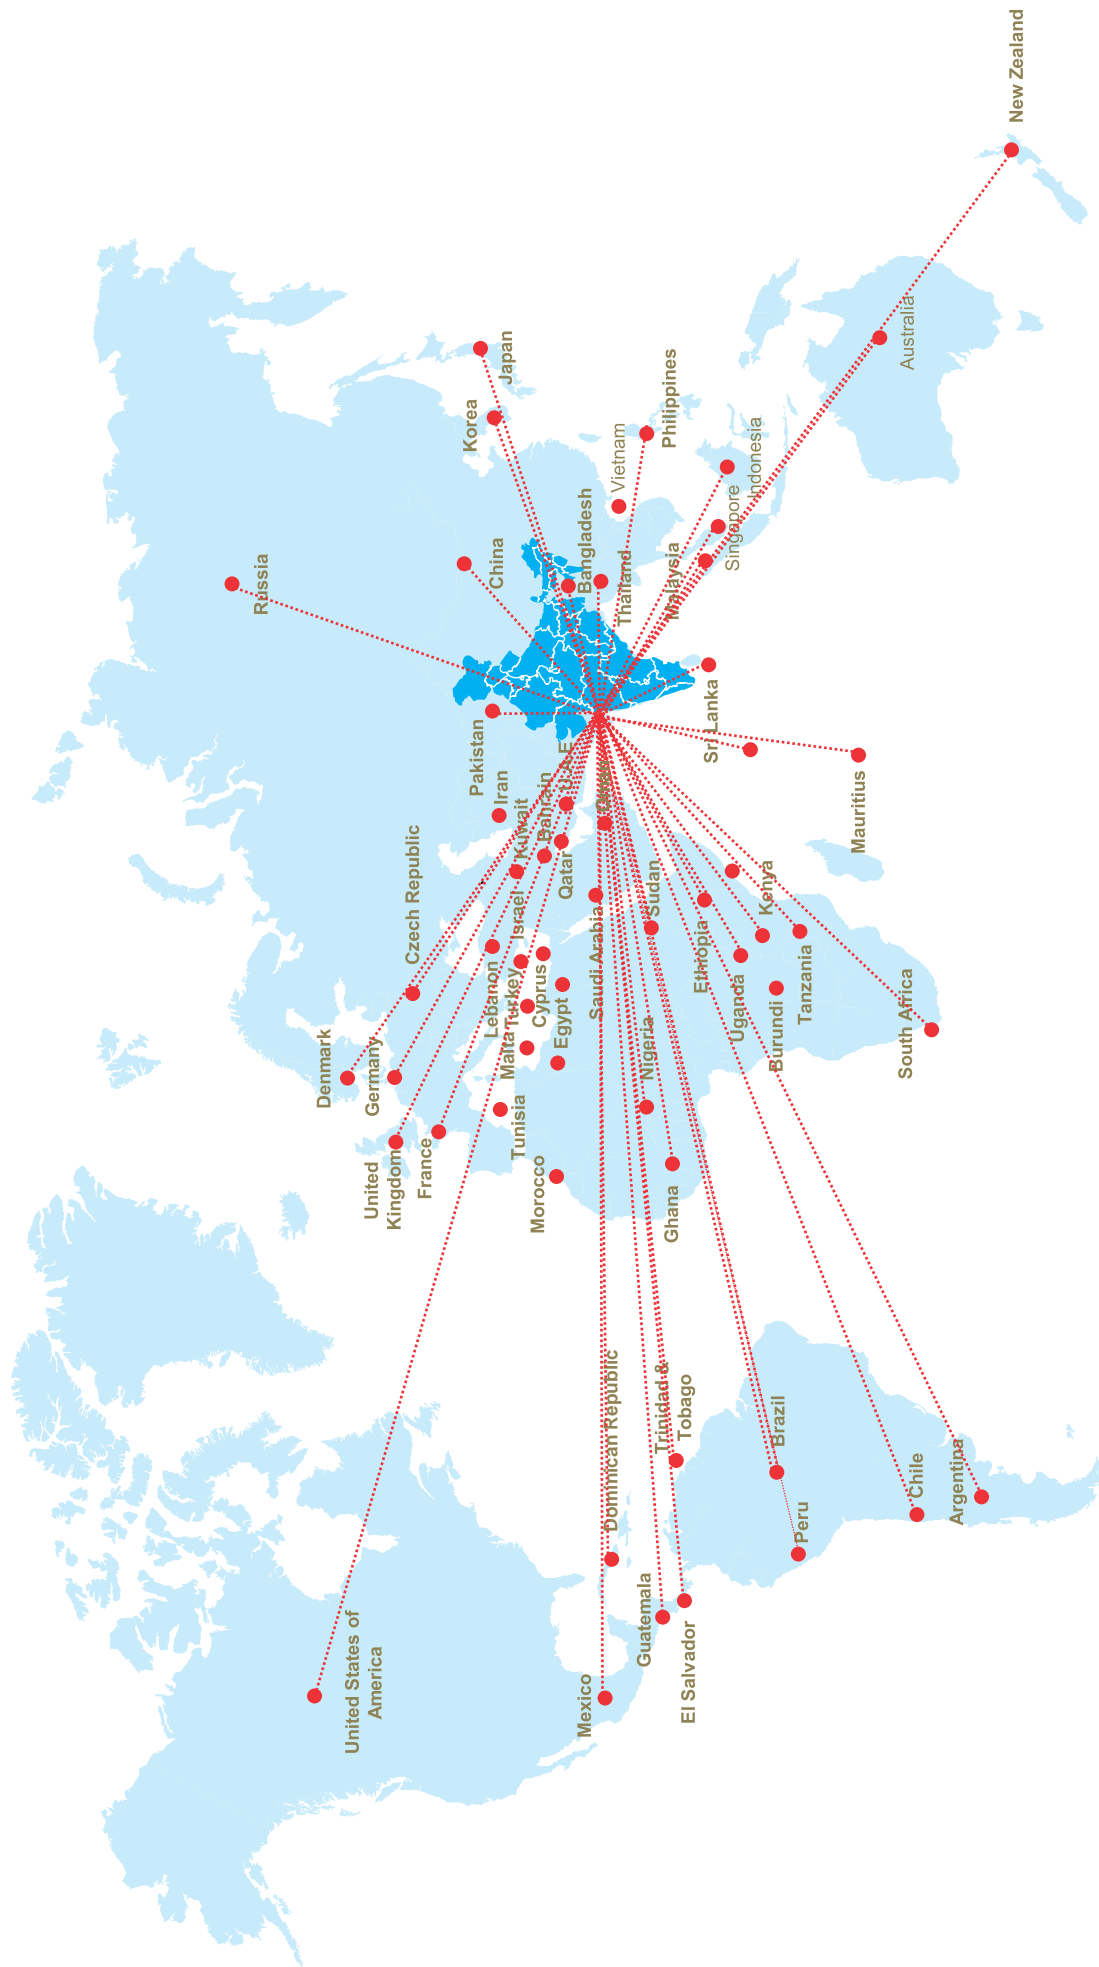 United States of
America
Mexico
Guatemala
El Salvador
Dominican Republic
Trinidad &
Tobago
Peru
Brazil
Chile
Argentina
Denmark
Germany
United
Kingdom
France
Czech Republic
Morocco
Tunisia
Malta
Turkey
Lebanon
Israel
Cyprus
Egypt
Saudi Arabia
Kuwait
Bahrain
Qatar
U.A.E
Iran
Pakistan
Ghana
Nigeria
Sudan
Ethiopia
Uganda
Kenya
Burundi
Tanzania
South Africa
Mauritius
Sri Lanka
Russia
China
Korea
Japan
Bangladesh
Thailand
Vietnam
Philippines
Malaysia
Singapore
Indonesia
Australia
New Zealand